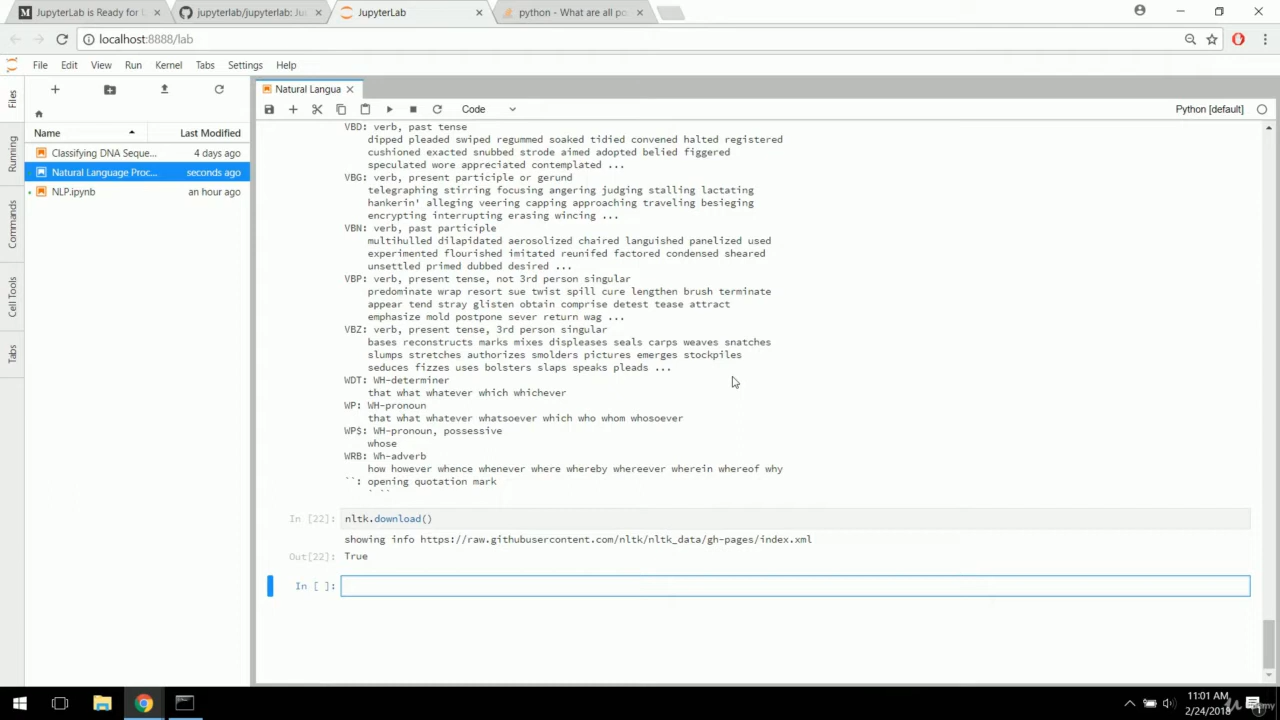 JupyterLab is Ready for U
jupyterlab/jupyterlab: Ju
JupyterLab
python - What are all po
localhost:8888/lab
File Edit View Run Kernel Tabs Settings Help
Files
Running
Commands
Cell Tools
Tabs
Name Last Modified
Classifying DNA Seque... 4 days ago
Natural Language Proc... seconds ago
NLP.ipynb an hour ago
Natural Langua
Code
Python [default]
VBD: verb, past tense
dipped pleaded swiped regummed soaked tidied convened halted registered
cushioned exacted snubbed strode aimed adopted belied figgered
speculated wore appreciated contemplated ...
VBG: verb, present participle or gerund
telegraphing stirring focusing angering judging stalling lactating
hankerin' alleging veering capping approaching traveling besieging
encrypting interrupting erasing wincing ...
VBN: verb, past participle
multihulled dilapidated aerosolized chaired languished panelized used
experimented flourished imitated reunifed factored condensed sheared
unsettled primed dubbed desired ...
VBP: verb, present tense, not 3rd person singular
predominate wrap resort sue twist spill cure lengthen brush terminate
appear tend stray glisten obtain comprise detest tease attract
emphasize mold postpone sever return wag ...
VBZ: verb, present tense, 3rd person singular
bases reconstructs marks mixes displeases seals carps weaves snatches
slumps stretches authorizes smolders pictures emerges stockpiles
seduces fizzes uses bolsters slaps speaks pleads ...
WDT: WH-determiner
that what whatever which whichever
WP: WH-pronoun
that what whatever whatsoever which who whom whosoever
WP$: WH-pronoun, possessive
whose
WRB: Wh-adverb
how however whence whenever where whereby whereever wherein whereof why
``: opening quotation mark
` ``
In [22]: nltk.download()
showing info https://raw.githubusercontent.com/nltk/nltk_data/gh-pages/index.xml
Out[22]: True
In [ ]:
11:01 AM
2/24/2018